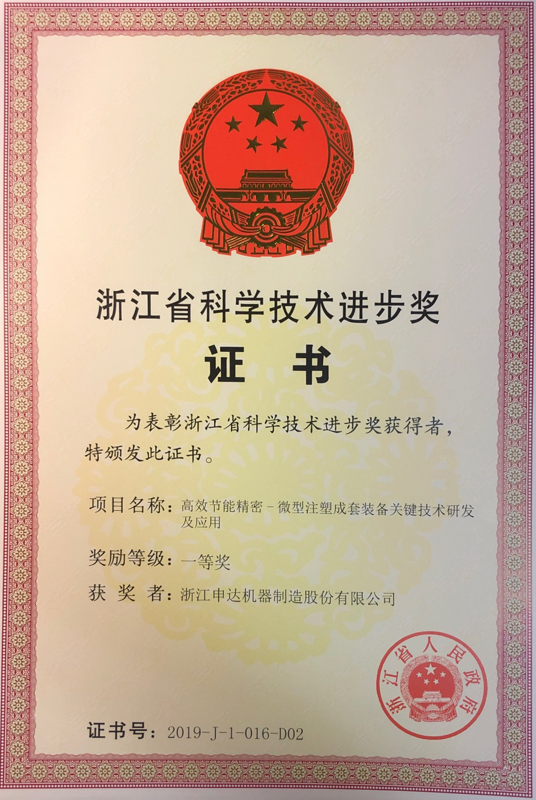 浙江省科学技术进步奖
证 书
为表彰浙江省科学技术进步奖获得者，
特颁发此证书。
项目名称：高效节能精密－微型注塑成套装备关键技术研发
及应用
奖励等级：一等奖
获 奖 者：浙江申达机器制造股份有限公司
浙江省人民政府
证书号：2019-J-1-016-D02